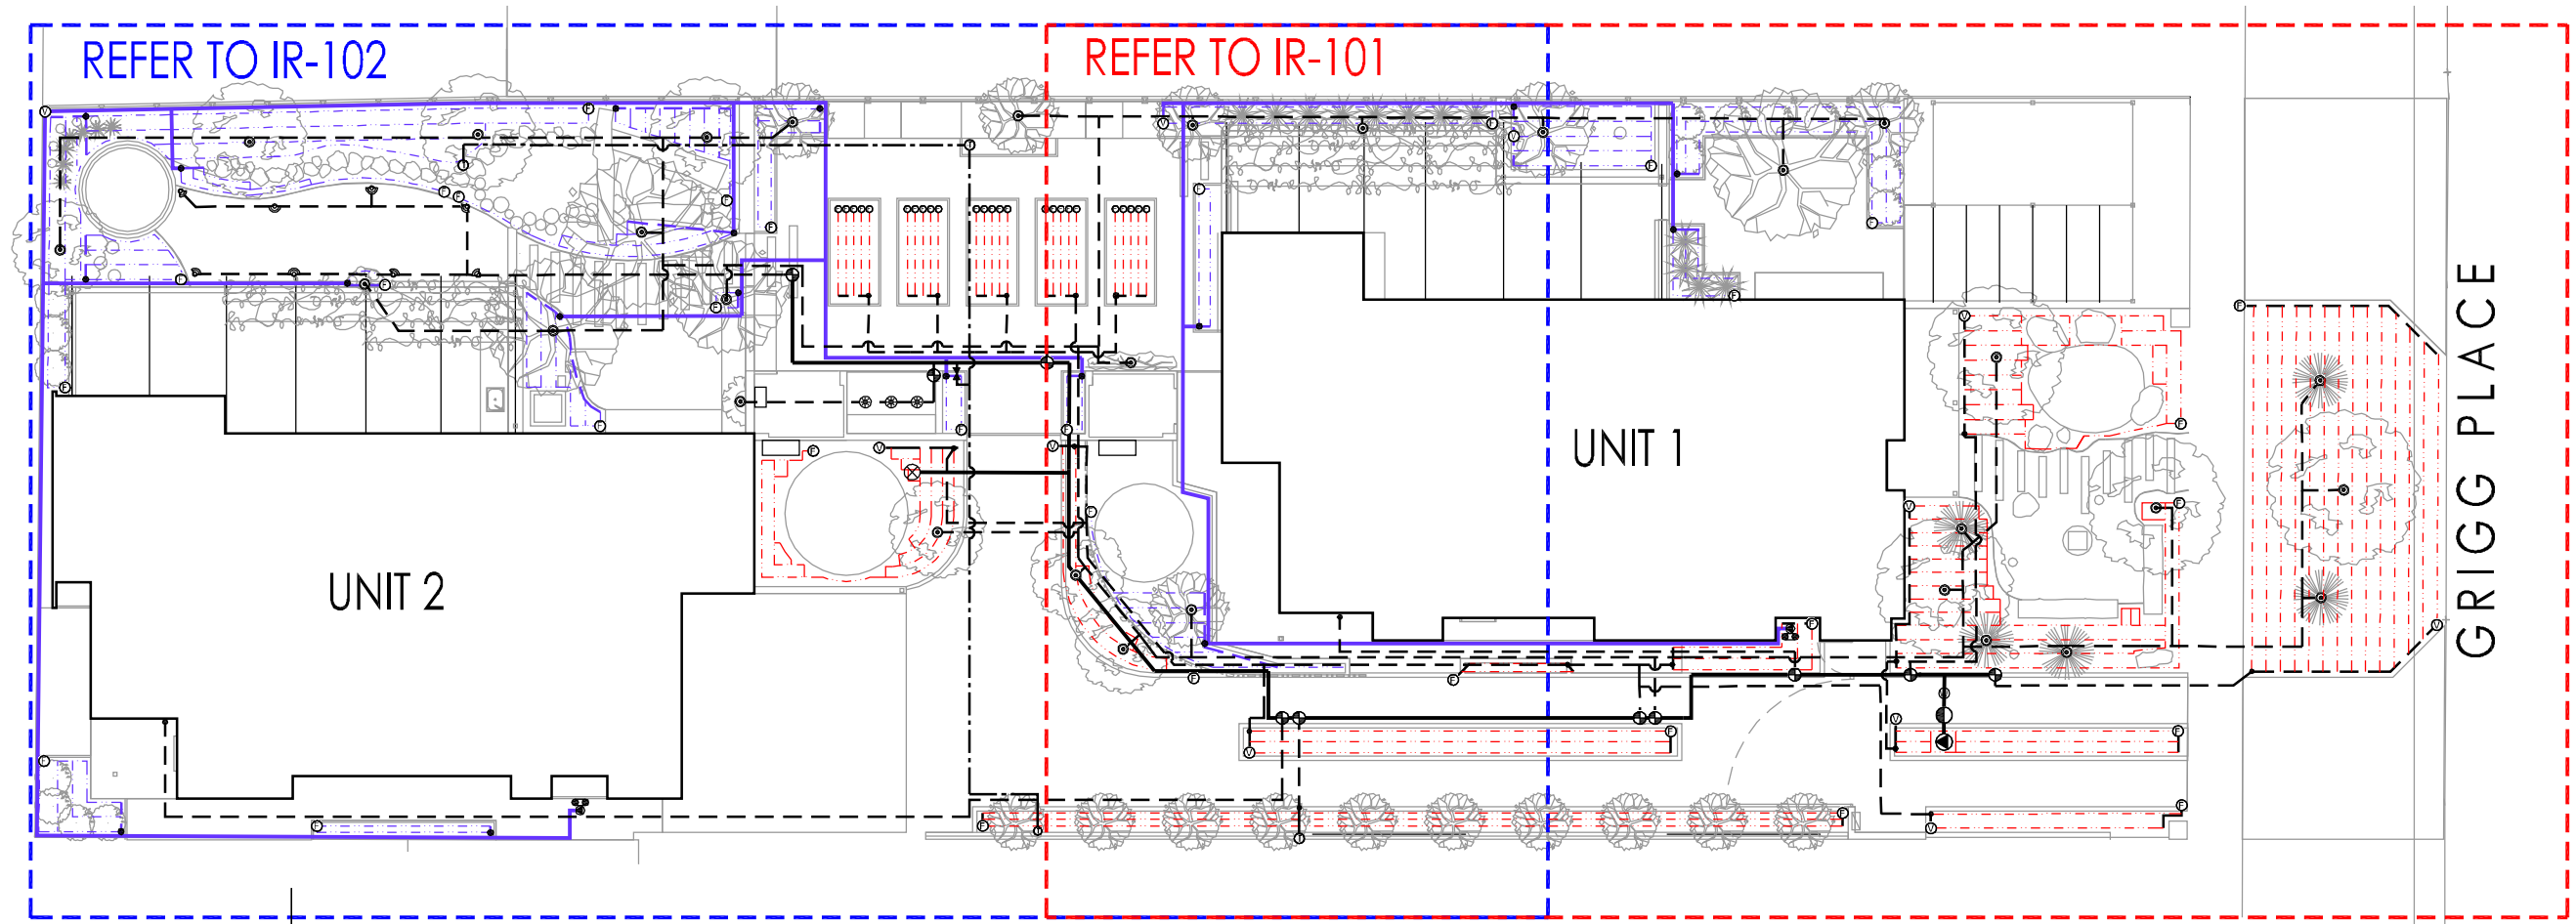 REFER TO IR-102
REFER TO IR-101
UNIT 1
UNIT 2
GRIGG PLACE